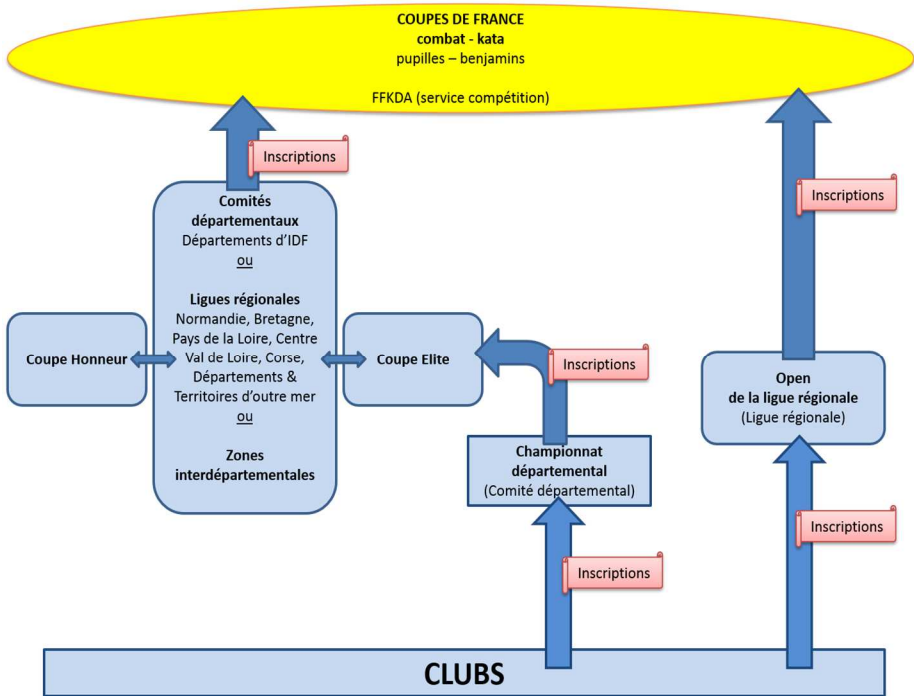 COUPES DE FRANCE
combat - kata
pupilles – benjamins
FFKDA (service compétition)
Inscriptions
Inscriptions
Comités
départementaux
Départements d'IDF
ou
Ligues régionales
Normandie, Bretagne,
Pays de la Loire, Centre
Val de Loire, Corse,
Départements &
Territoires d'outre mer
ou
Zones
interdépartementales
Coupe Honneur
Coupe Elite
Inscriptions
Open
de la ligue régionale
(Ligue régionale)
Championnat
départemental
(Comité départemental)
Inscriptions
Inscriptions
CLUBS